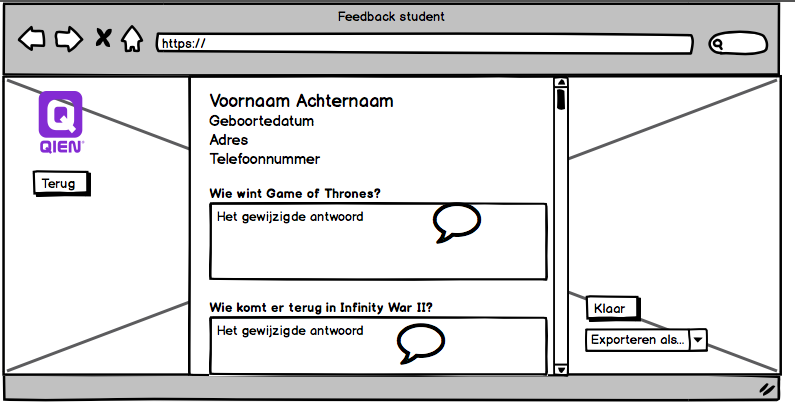 Feedback student
https://
QIEN
Terug
Voornaam Achternaam
Geboortedatum
Adres
Telefoonnummer
Wie wint Game of Thrones?
Het gewijzigde antwoord
Wie komt er terug in Infinity War II?
Het gewijzigde antwoord
Klaar
Exporteren als...